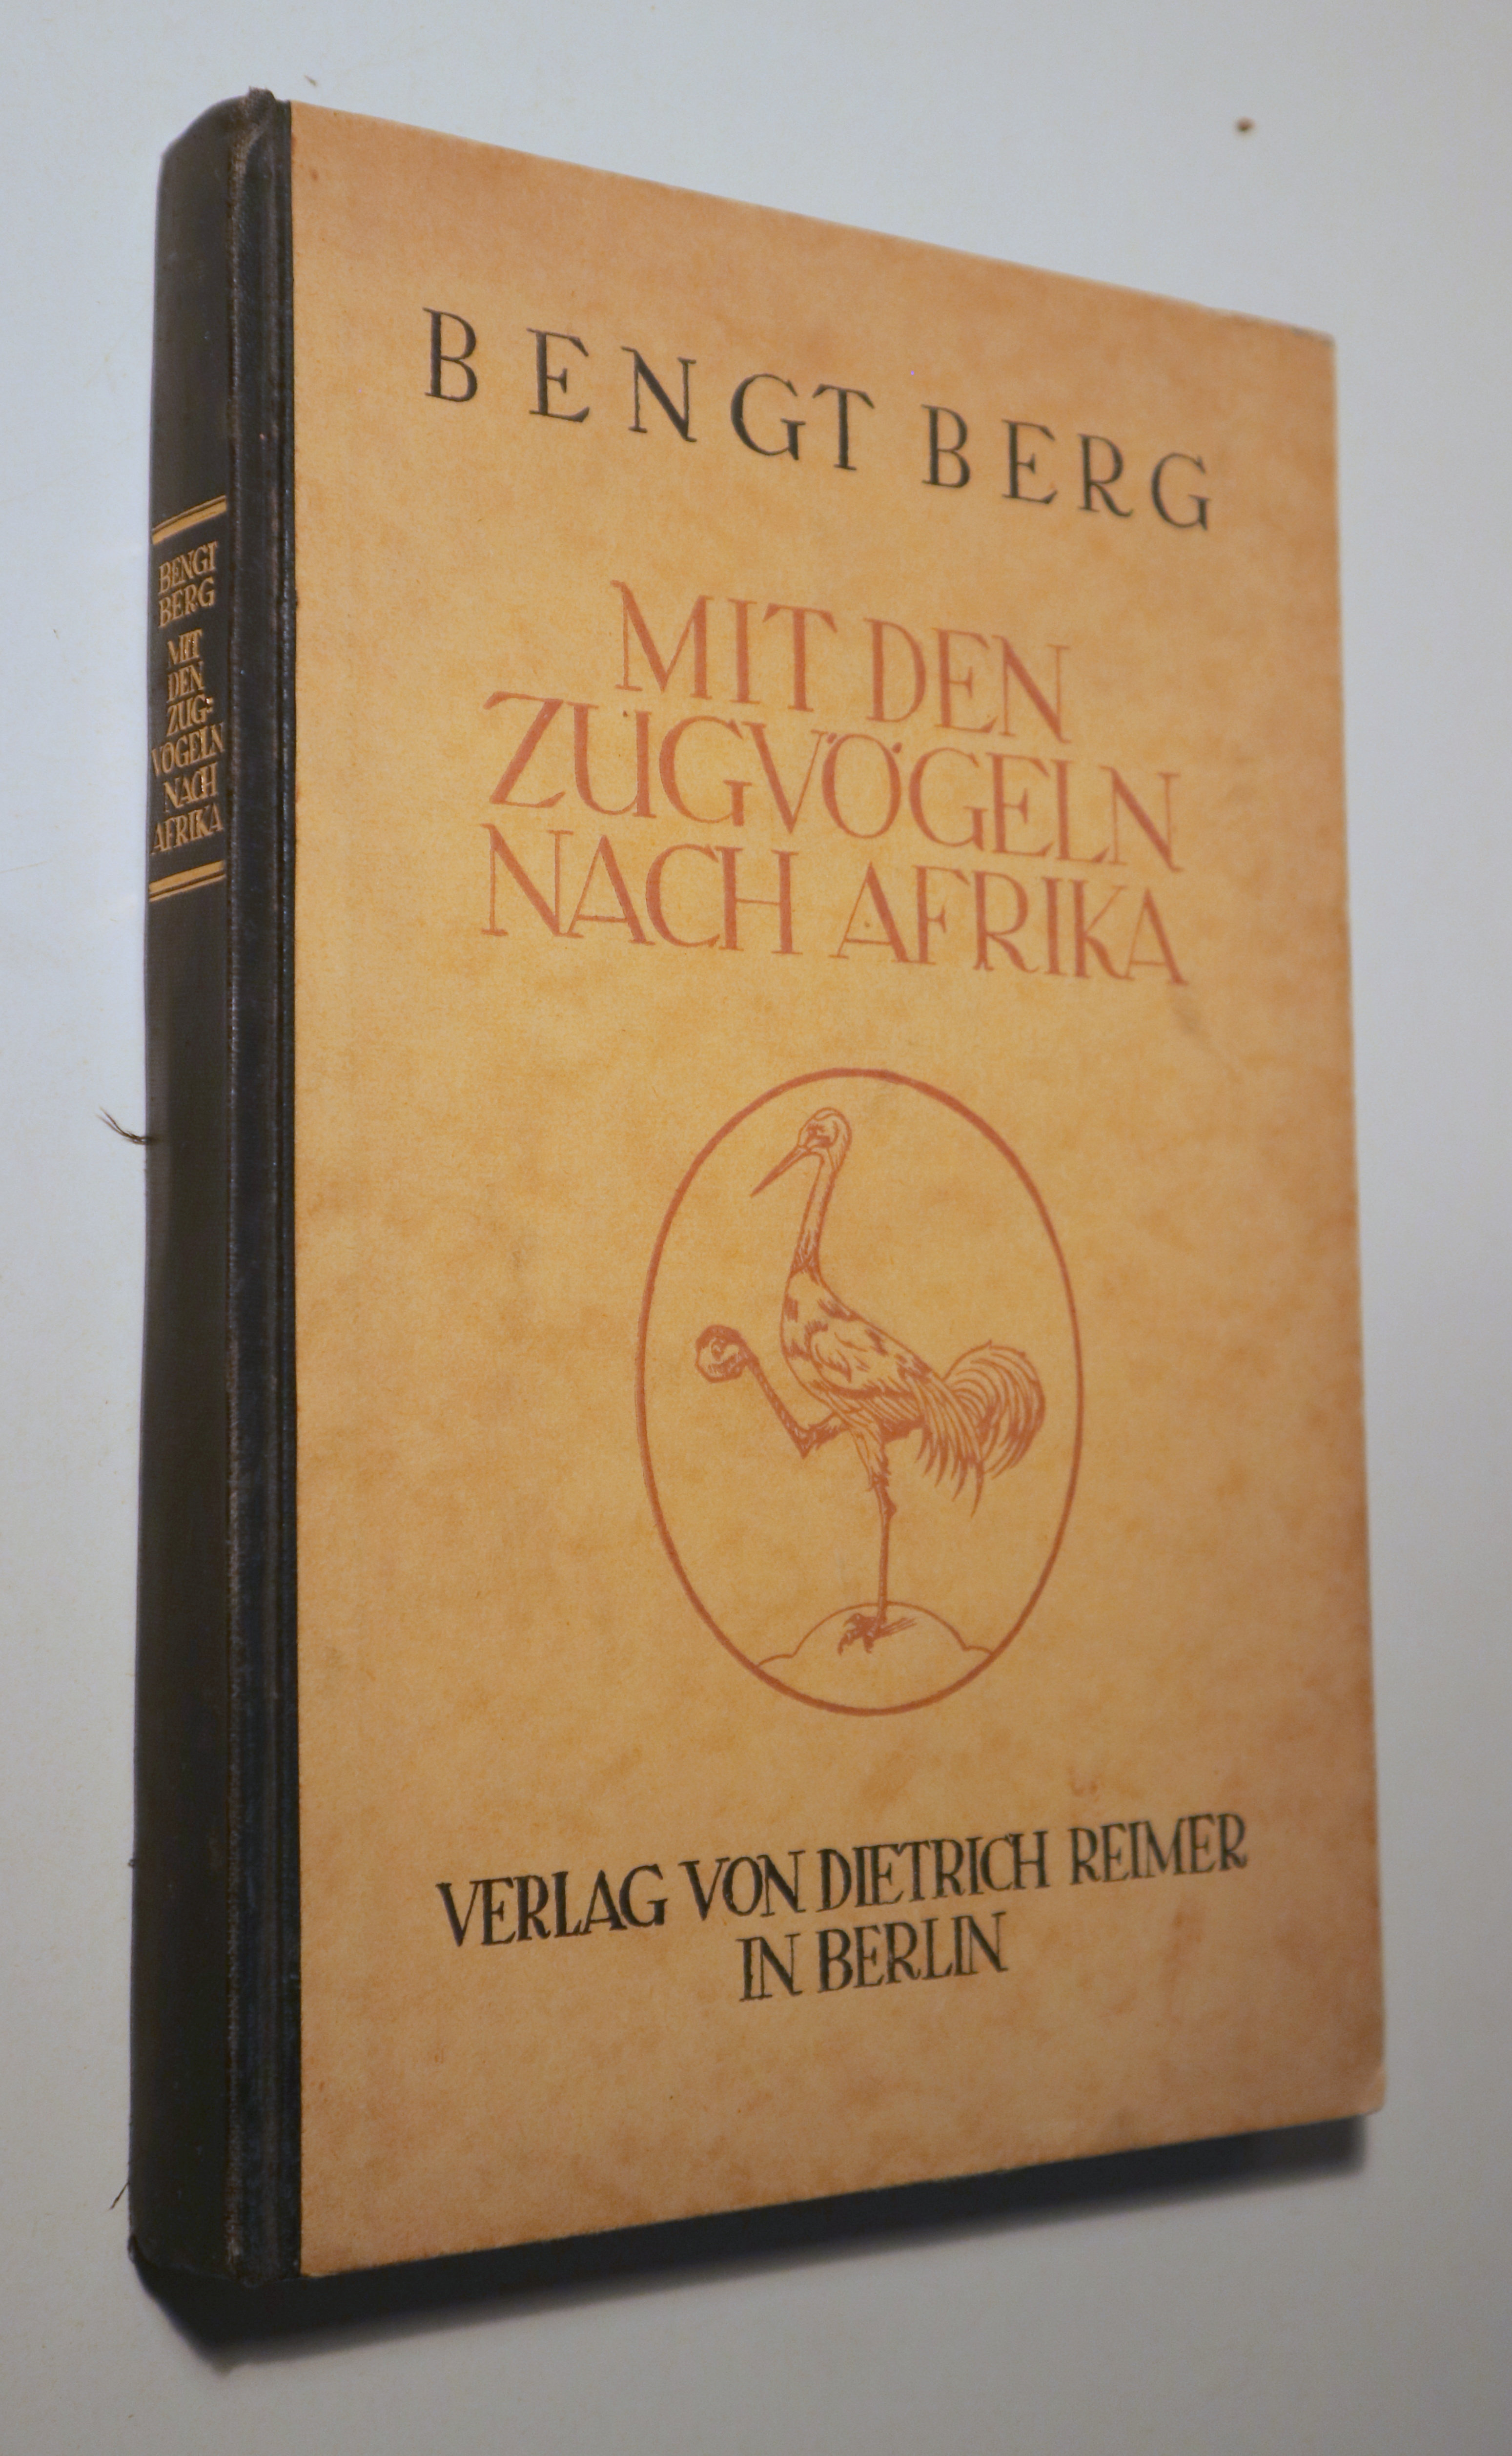 BENGT BERG
MIT DEN
ZUGVÖGELN
NACH AFRIKA
VERLAG VON DIETRICH REIMER
IN BERLIN
BENGT
BERG
MIT
DEN
ZUG=
VÖGELN
NACH
AFRIKA